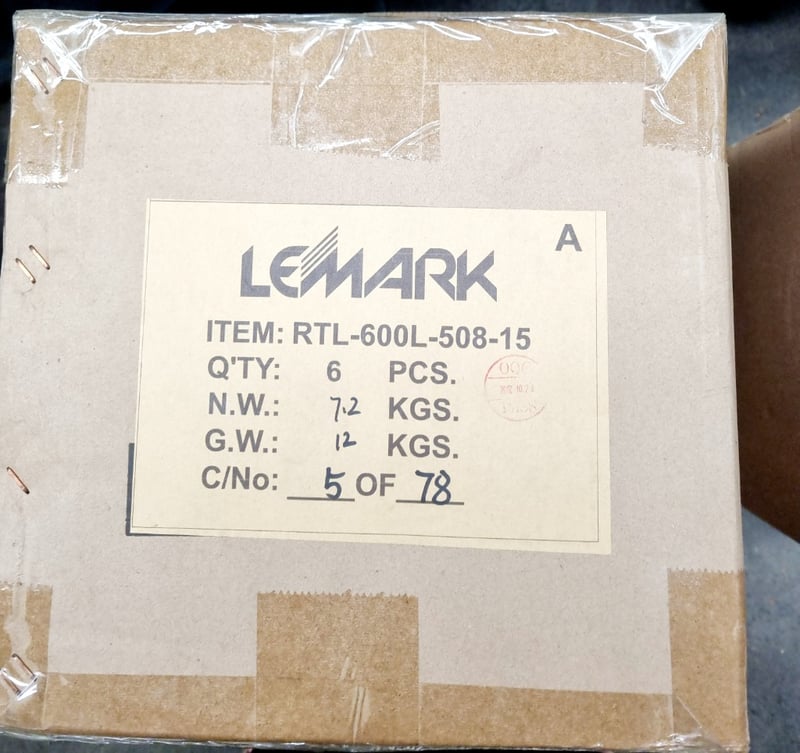 A
LEMARK
ITEM: RTL-600L-508-15
Q'TY: 6 PCS.
N.W.: 7.2 KGS.
G.W.: 12 KGS.
C/No: 5 OF 78